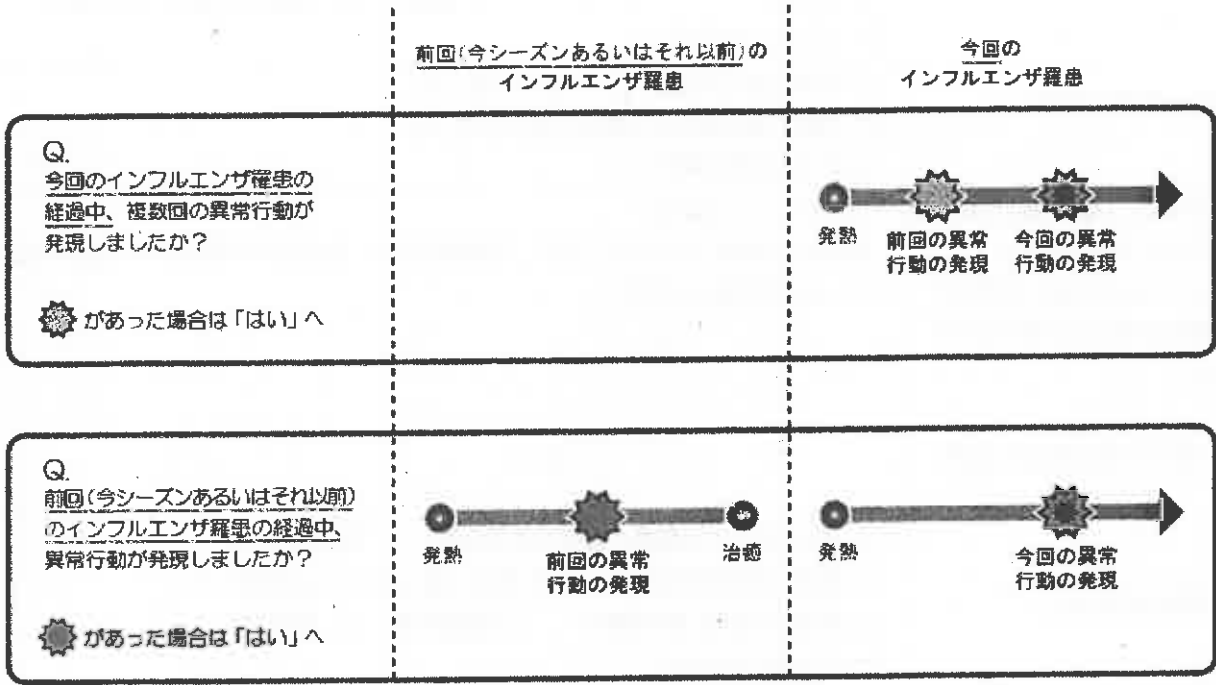 前回(今シーズンあるいはそれ以前)の
インフルエンザ羅患
今回の
インフルエンザ羅患
Q.
今回のインフルエンザ罹患の
経過中、複数回の異常行動が
発現しましたか?
があった場合は「はい」へ
発熱
前回の異常
行動の発現
今回の異常
行動の発現
Q.
前回(今シーズンあるいはそれ以前)
のインフルエンザ羅患の経過中、
異常行動が発現しましたか?
があった場合は「はい」へ
発熱
前回の異常
行動の発現
治癒
発熱
今回の異常
行動の発現